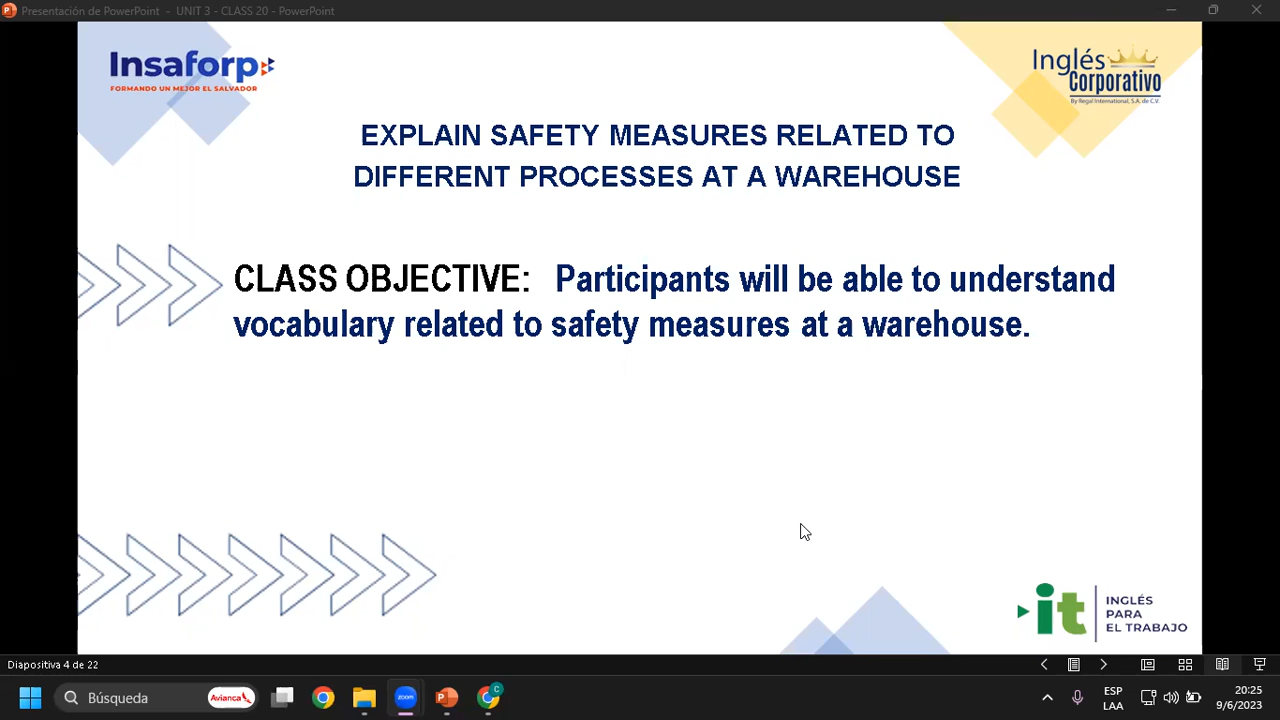 Presentación de PowerPoint - UNIT 3 - CLASS 20 - PowerPoint
Insaforp
FORMANDO UN MEJOR EL SALVADOR
Inglés
Corporativo
By Regal International, S.A. de C.V.
EXPLAIN SAFETY MEASURES RELATED TO
DIFFERENT PROCESSES AT A WAREHOUSE
CLASS OBJECTIVE: Participants will be able to understand
vocabulary related to safety measures at a warehouse.
it
INGLÉS
PARA
EL TRABAJO
Diapositiva 4 de 22
Búsqueda
Avianca
zoom
C
ESP
LAA
20:25
9/6/2023